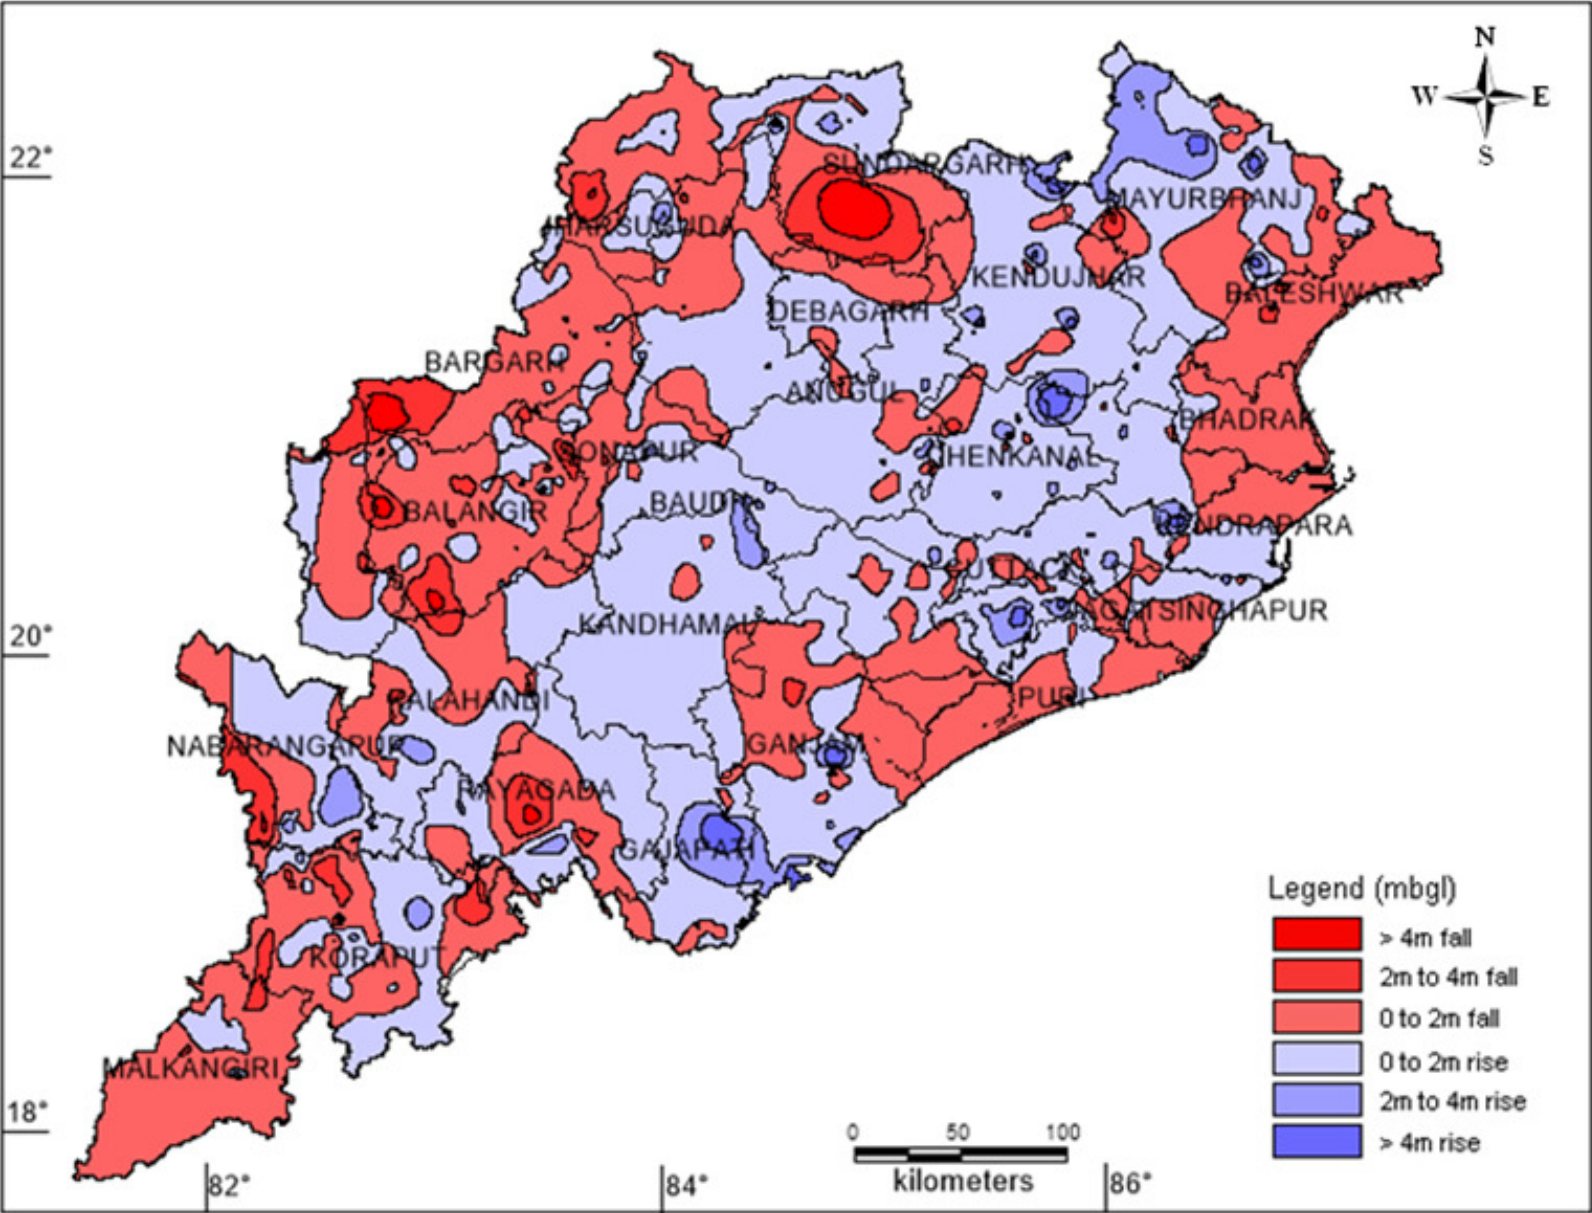 N
W E
S
22°
SUNDARGARH
MAYURBHANJ
JHARSUGUDA
KENDUJHAR
BALESHWAR
DEBAGARH
BARGARH
ANUGUL
BHADRAK
SONAPUR
DHENKANAL
BAUDH
BALANGIR
KENDRAPARA
CUTTACK
KANDHAMAL
JAGATSINGHAPUR
20°
KALAHANDI
PURI
NABARANGAPUR
GANJAM
RAYAGADA
GAJAPATI
Legend (mbgl)
> 4m fall
KORAPUT
2m to 4m fall
0 to 2m fall
MALKANGIRI
0 to 2m rise
2m to 4m rise
18°
0 50 100
> 4m rise
kilometers
82° 84° 86°